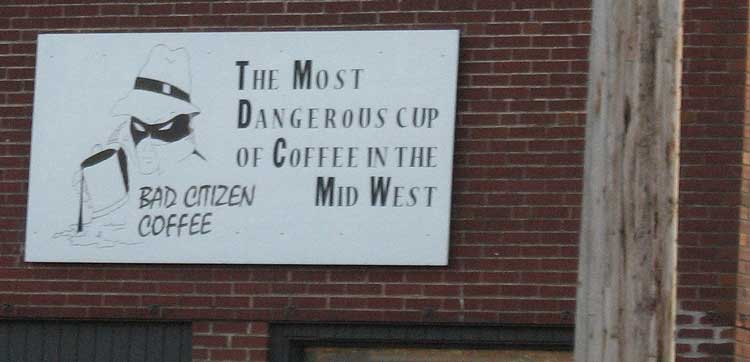 The Most
Dangerous cup
of Coffee in the
Mid West
BAD CITIZEN
COFFEE